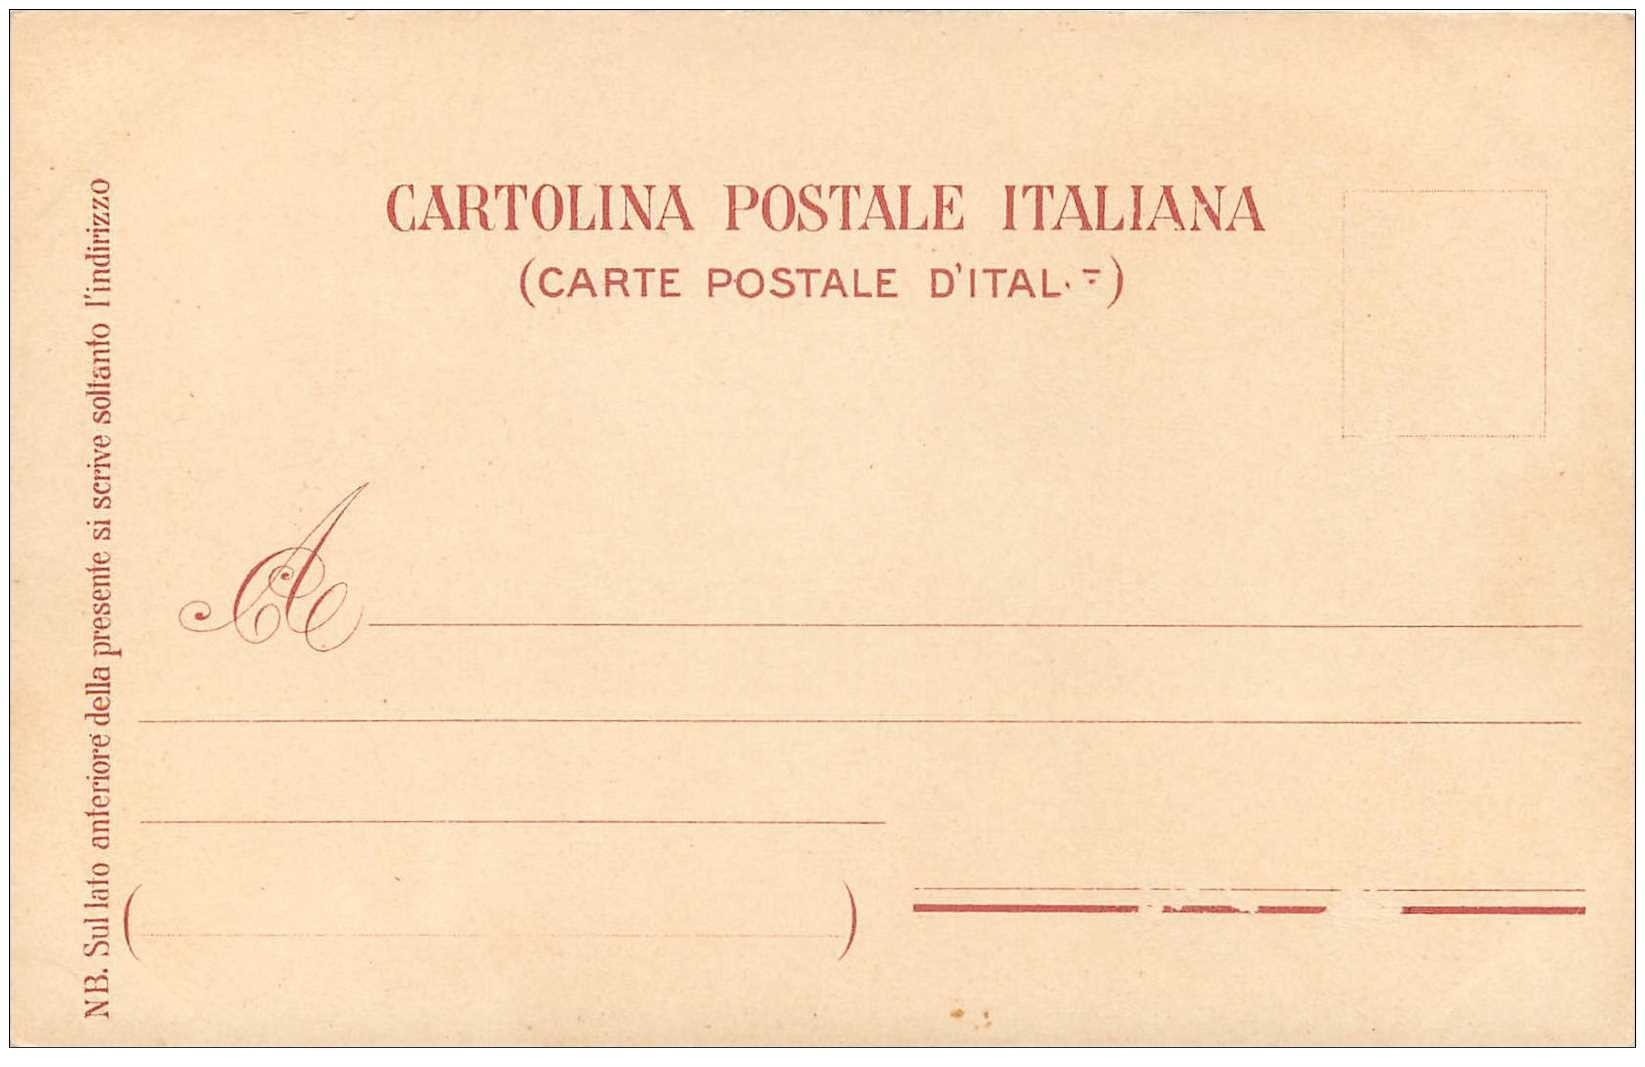 CARTOLINA POSTALE ITALIANA
(CARTE POSTALE D'ITAL )
A
NB. Sul lato anteriore della presente si scrive soltanto l'indirizzo